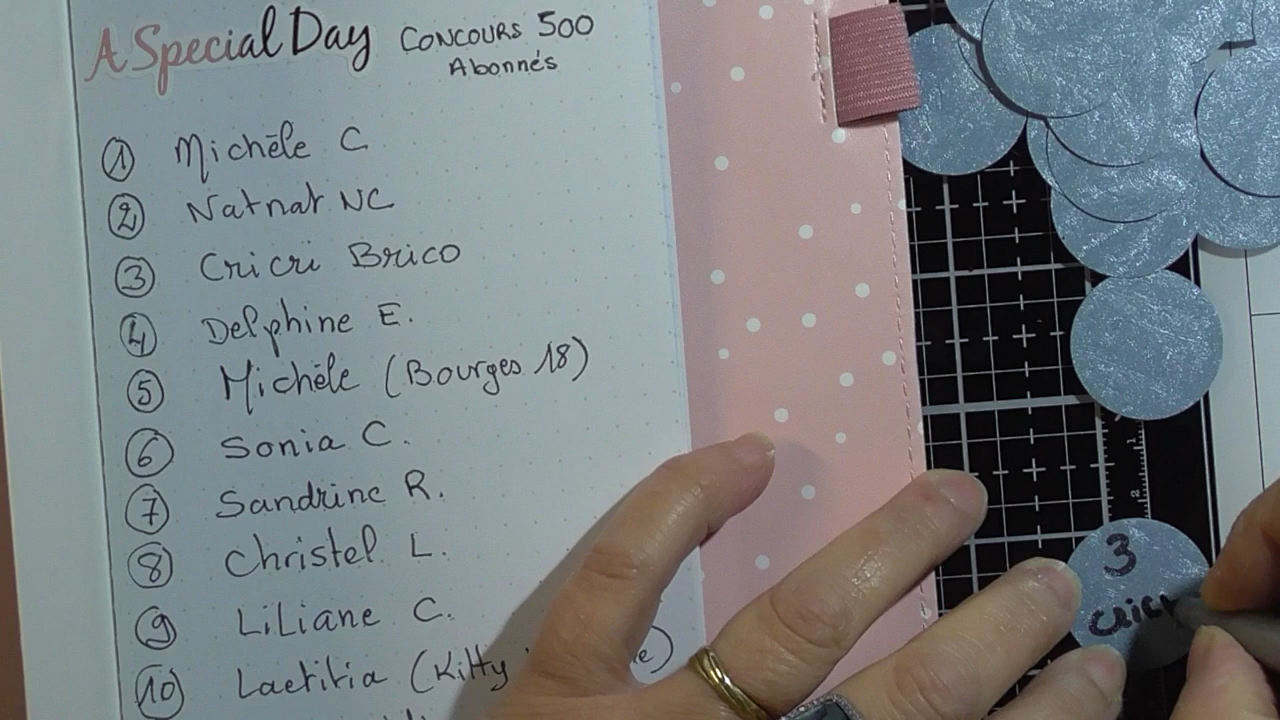 A Special Day CONCOURS 500
Abonnés
1 Michèle C
2 Natnat NC
3 Cricri Brico
4 Delphine E.
5 Michèle (Bourges 18)
6 Sonia C.
7 Sandrine R.
8 Christel L.
9 LiLiane C.
10 Laetitia (Kitty
3